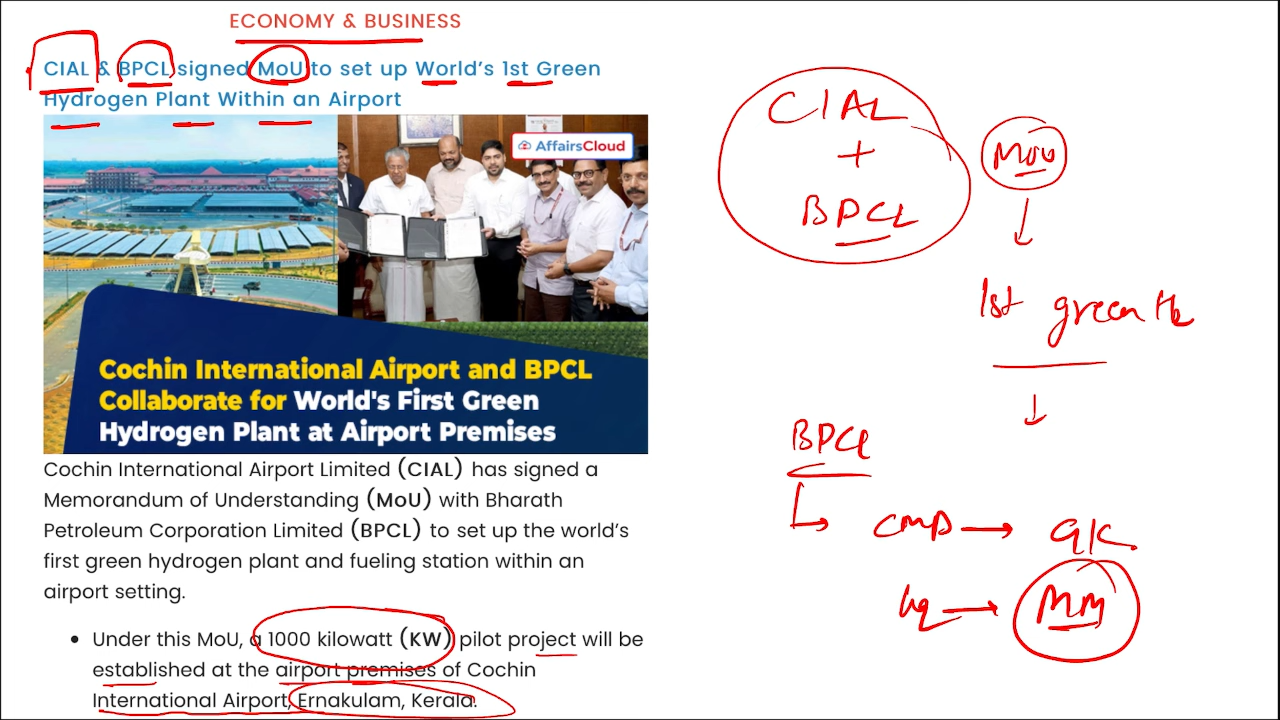 ECONOMY & BUSINESS
CIAL & BPCL signed MoU to set up World's 1st Green
Hydrogen Plant Within an Airport
AffairsCloud
Cochin International Airport and BPCL
Collaborate for World's First Green
Hydrogen Plant at Airport Premises
Cochin International Airport Limited (CIAL) has signed a
Memorandum of Understanding (MoU) with Bharath
Petroleum Corporation Limited (BPCL) to set up the world's
first green hydrogen plant and fueling station within an
airport setting.
• Under this MoU, a 1000 kilowatt (KW) pilot project will be
established at the airport premises of Cochin
International Airport, Ernakulam, Kerala.
CIAL
+
BPCL
MoU
1st green H2
BPCL
CMD → GK
hq → MM